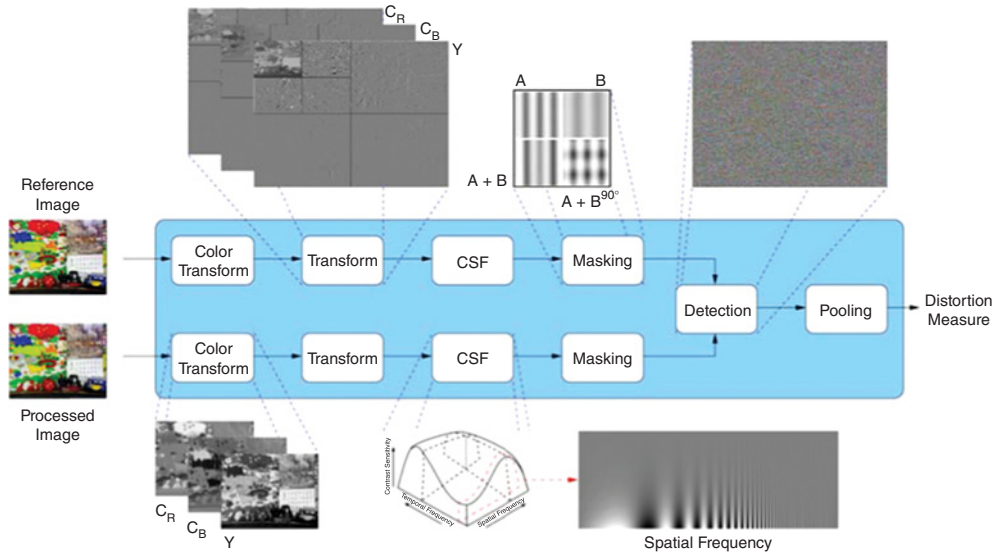 C_R
C_B
Y
A
B
A + B
A + B^90°
Reference
Image
Color
Transform
Transform
CSF
Masking
Detection
Pooling
Distortion
Measure
Color
Transform
Transform
CSF
Masking
Processed
Image
C_R
C_B
Y
Contrast Sensitivity
Temporal Frequency
Spatial Frequency
Spatial Frequency